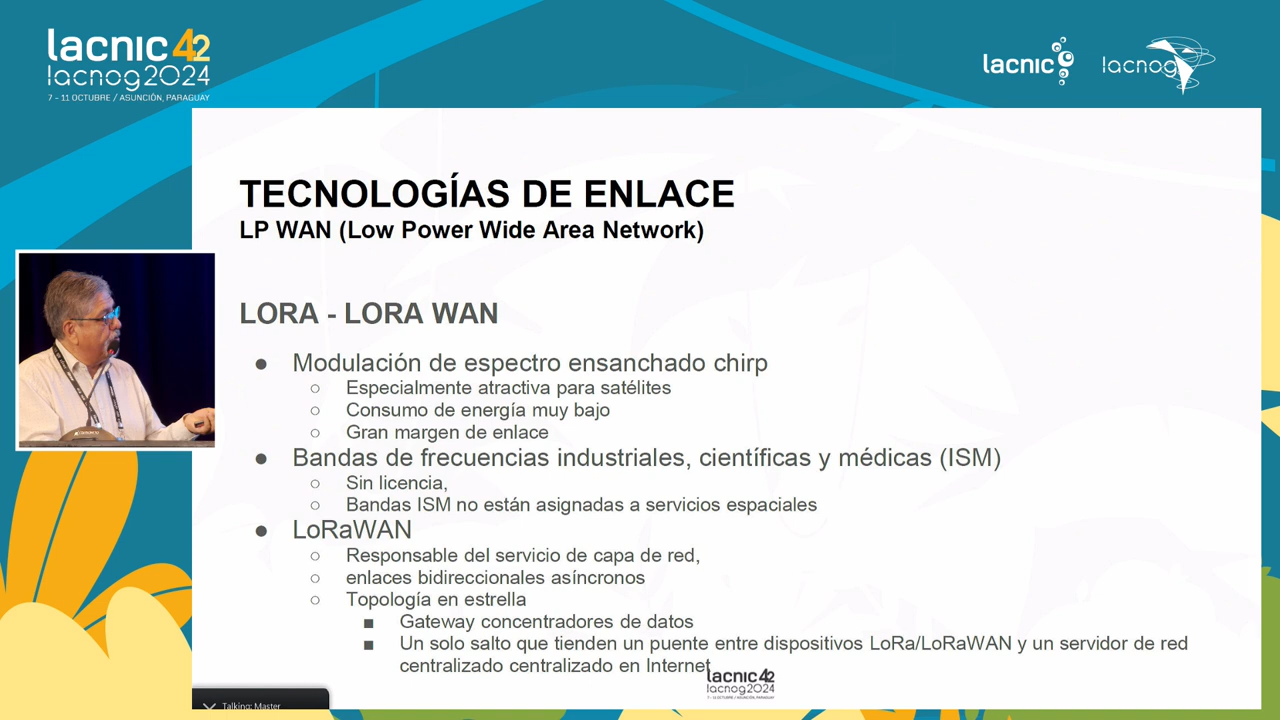 lacnic 42
lacnog2024
7 - 11 OCTUBRE / ASUNCIÓN, PARAGUAY
lacnic
lacnog
TECNOLOGÍAS DE ENLACE
LP WAN (Low Power Wide Area Network)
LORA - LORA WAN
● Modulación de espectro ensanchado chirp
○ Especialmente atractiva para satélites
○ Consumo de energía muy bajo
○ Gran margen de enlace
● Bandas de frecuencias industriales, científicas y médicas (ISM)
○ Sin licencia,
○ Bandas ISM no están asignadas a servicios espaciales
● LoRaWAN
○ Responsable del servicio de capa de red,
○ enlaces bidireccionales asíncronos
○ Topología en estrella
■ Gateway concentradores de datos
■ Un solo salto que tienden un puente entre dispositivos LoRa/LoRaWAN y un servidor de red
centralizado centralizado en Internet
lacnic 42
lacnog2024
Talking: Master